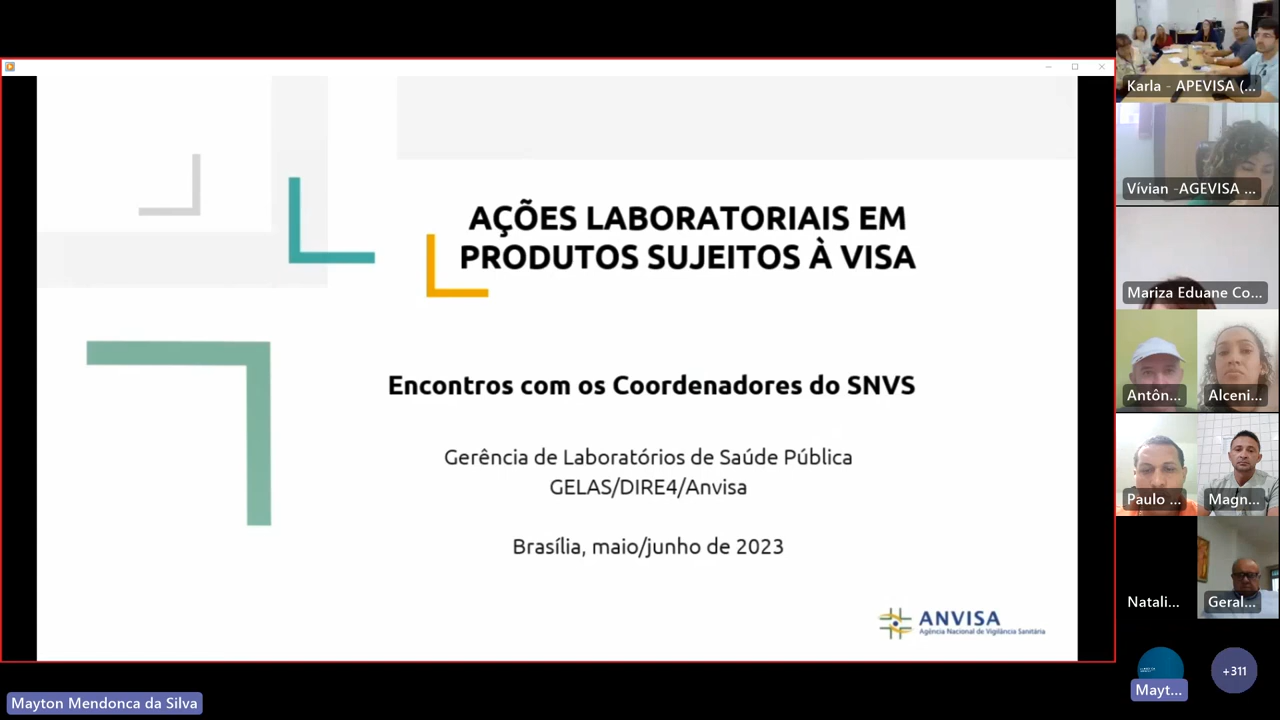 AÇÕES LABORATORIAIS EM
PRODUTOS SUJEITOS À VISA
Encontros com os Coordenadores do SNVS
Gerência de Laboratórios de Saúde Pública
GELAS/DIRE4/Anvisa
Brasília, maio/junho de 2023
ANVISA
Agência Nacional de Vigilância Sanitária
Mayton Mendonca da Silva
Karla - APEVISA (...
Vívian -AGEVISA ...
Mariza Eduane Co...
Antôn...
Alceni...
Paulo ...
Magn...
Natali...
Geral...
Mayt...
+311